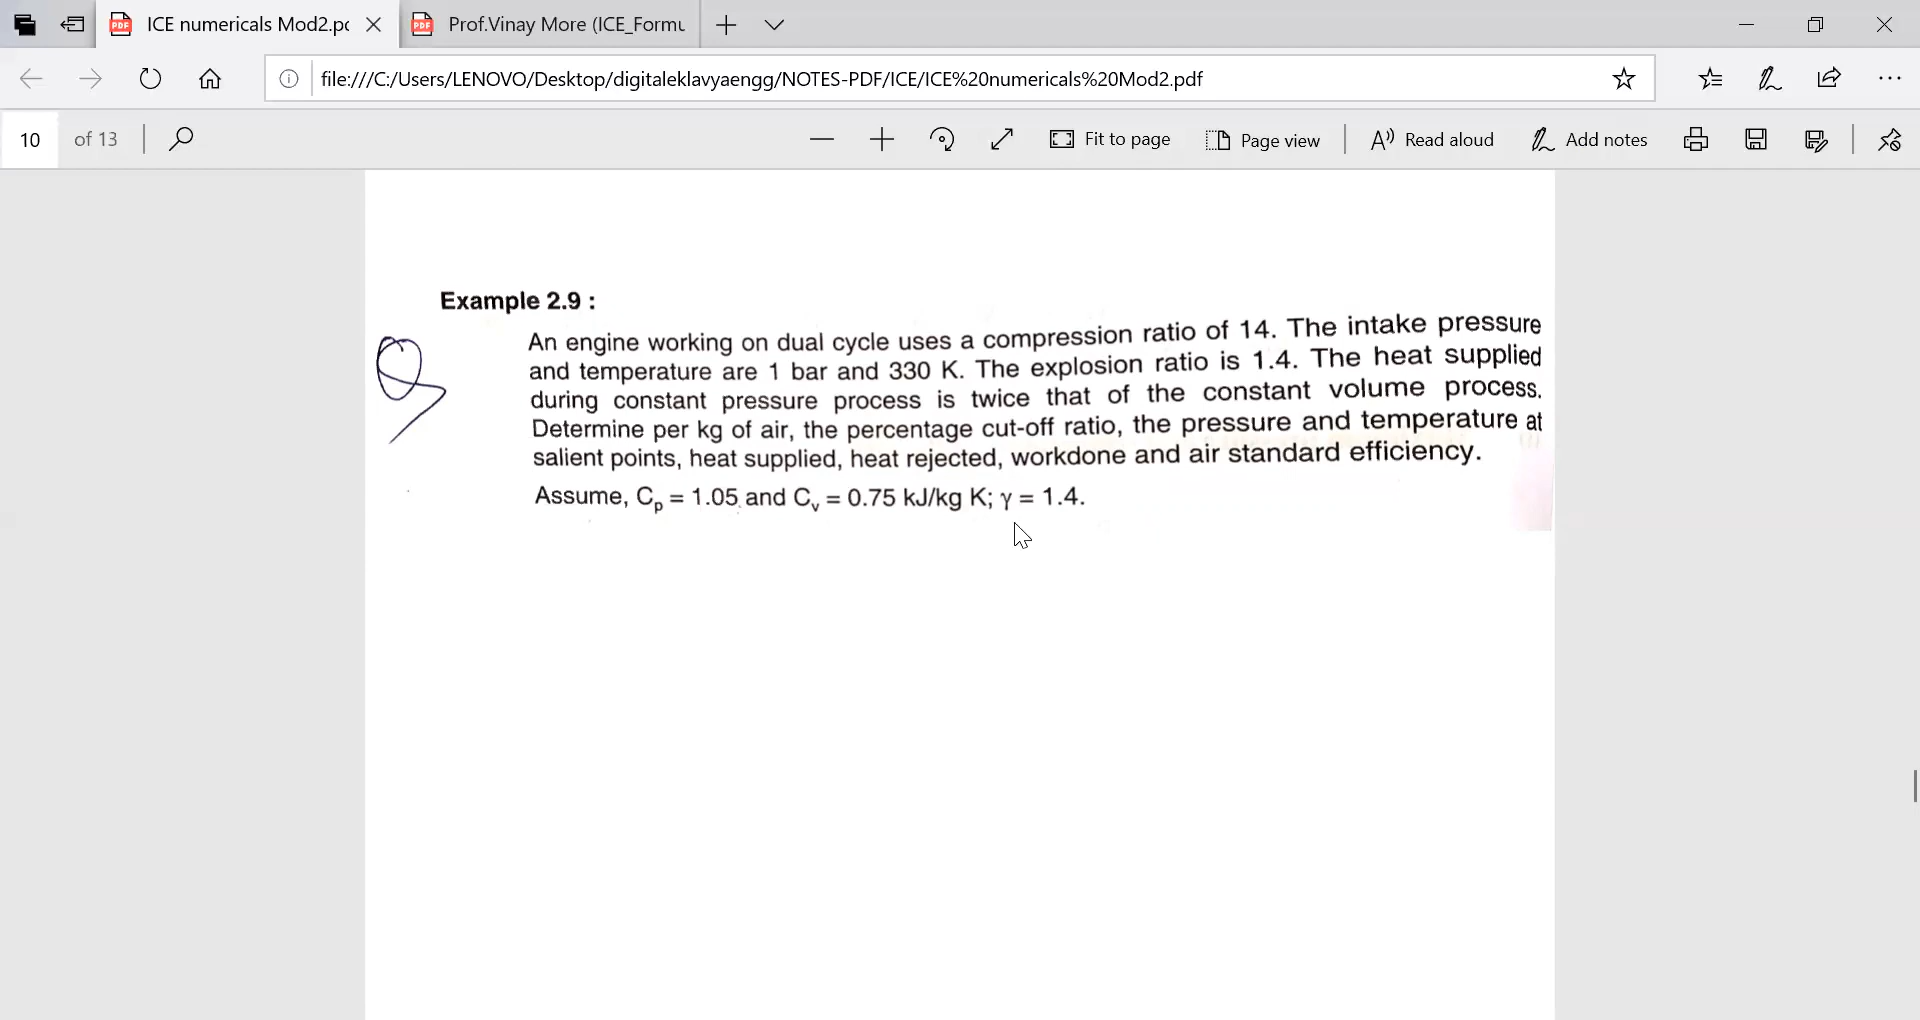 ICE numericals Mod2.pc
Prof.Vinay More (ICE_Formu
file:///C:/Users/LENOVO/Desktop/digitaleklavyaengg/NOTES-PDF/ICE/ICE%20numericals%20Mod2.pdf
10 of 13
Fit to page
Page view
Read aloud
Add notes
Example 2.9 :
An engine working on dual cycle uses a compression ratio of 14. The intake pressure
and temperature are 1 bar and 330 K. The explosion ratio is 1.4. The heat supplied
during constant pressure process is twice that of the constant volume process.
Determine per kg of air, the percentage cut-off ratio, the pressure and temperature at
salient points, heat supplied, heat rejected, workdone and air standard efficiency.
Assume, Cp = 1.05 and Cv = 0.75 kJ/kg K; γ = 1.4.